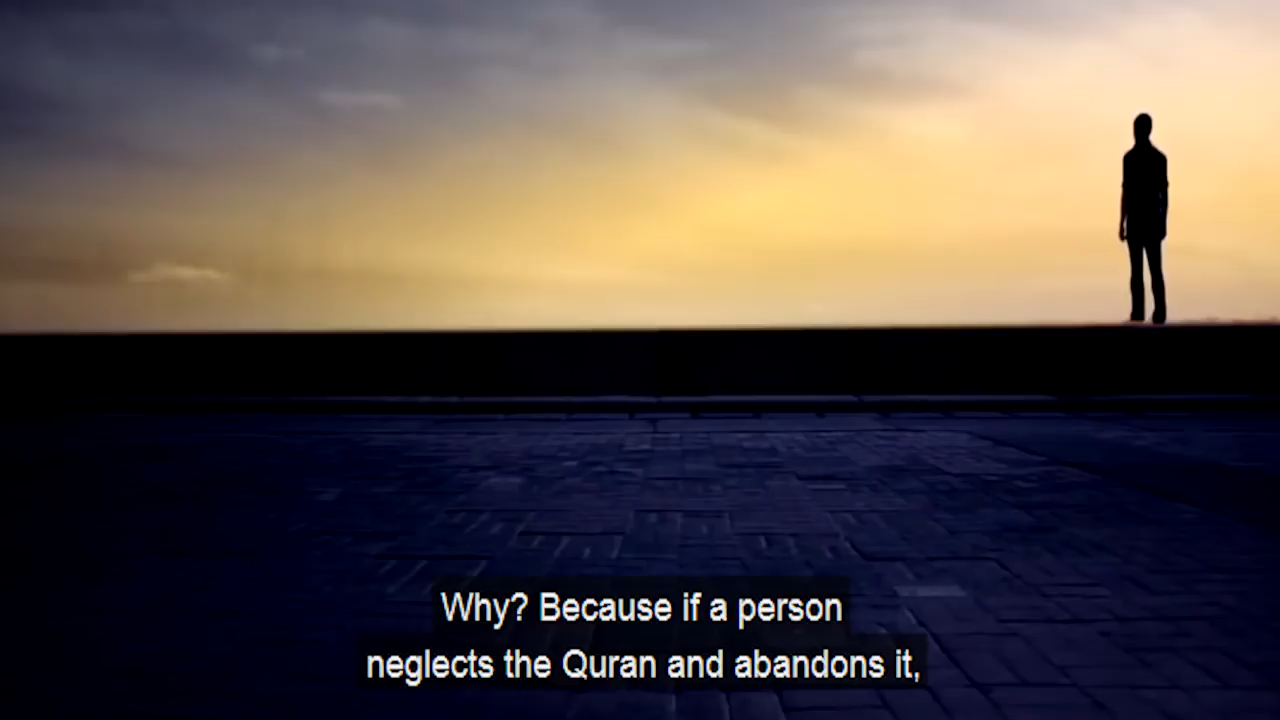 Why? Because if a person
neglects the Quran and abandons it,